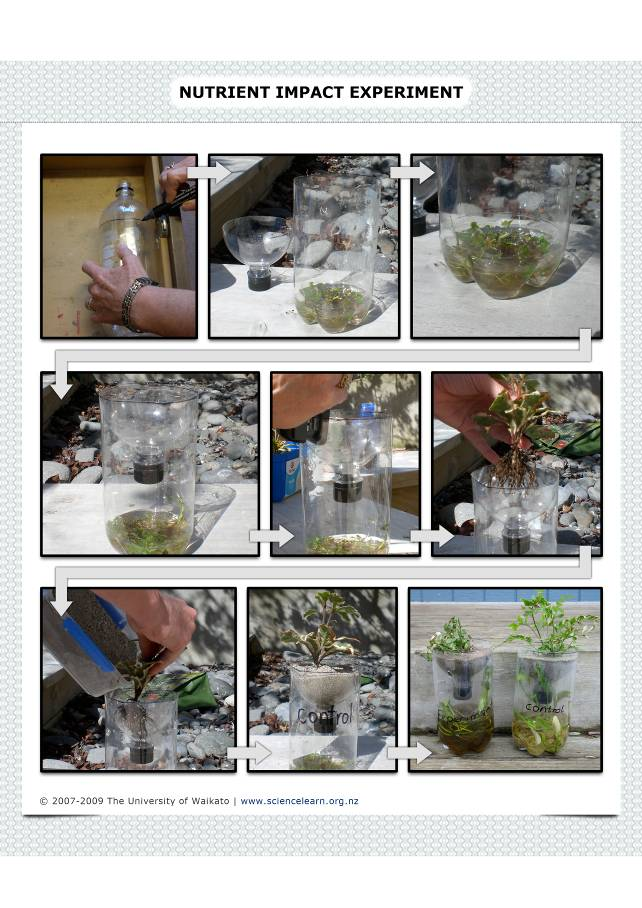 NUTRIENT IMPACT EXPERIMENT
Control
Control
© 2007-2009 The University of Waikato | www.sciencelearn.org.nz